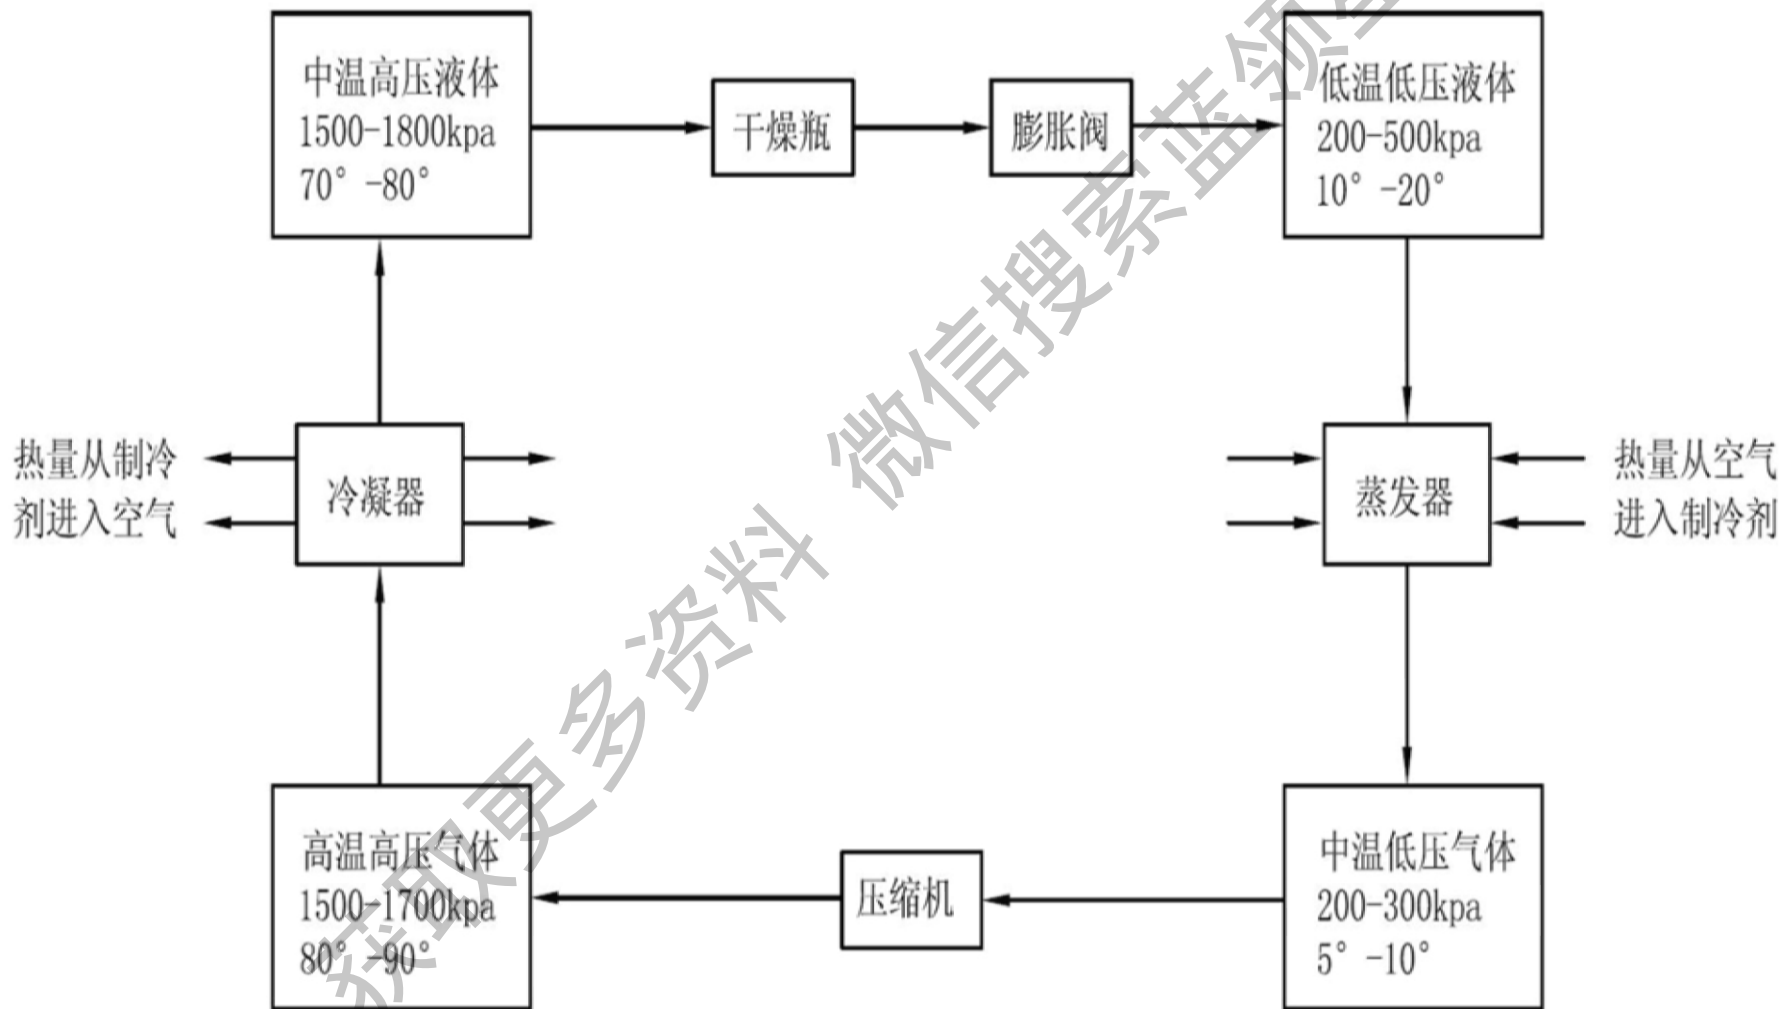 中温高压液体
1500-1800kpa
70° -80°
干燥瓶
膨胀阀
低温低压液体
200-500kpa
10° -20°
热量从制冷
剂进入空气
冷凝器
蒸发器
热量从空气
进入制冷剂
高温高压气体
1500-1700kpa
80° -90°
压缩机
中温低压气体
200-300kpa
5° -10°
获取更多资料 微信搜索蓝领